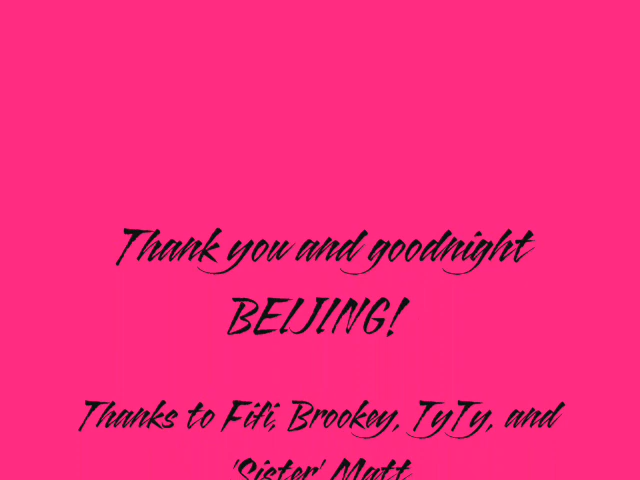 Thank you and goodnight
BEIJING!
Thanks to Fifi, Brookey, TyTy, and
'Sister' Matt